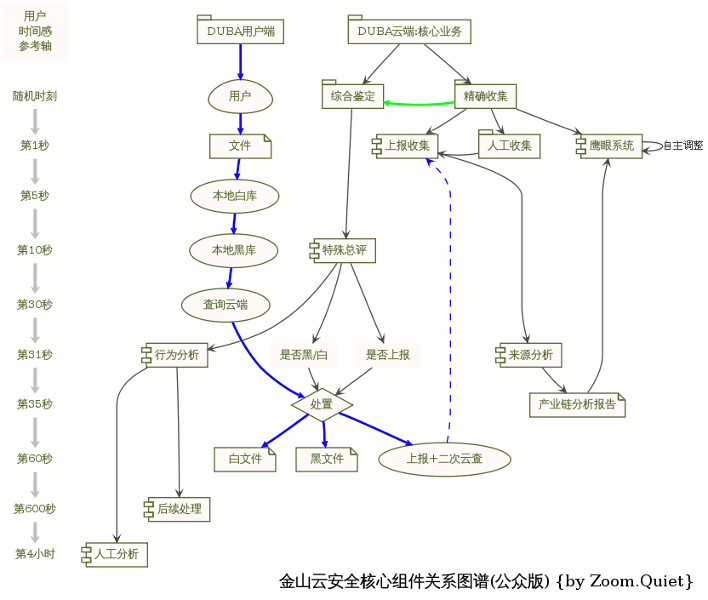 用户
时间感
参考轴
DUBA用户端
DUBA云端:核心业务
随机时刻
用户
综合鉴定
精确收集
第1秒
文件
上报收集
人工收集
鹰眼系统
自主调整
第5秒
本地白库
第10秒
本地黑库
特殊总评
第30秒
查询云端
第31秒
行为分析
是否黑/白
是否上报
来源分析
第35秒
处置
产业链分析报告
第60秒
白文件
黑文件
上报+二次云查
第600秒
后续处理
第4小时
人工分析
金山云安全核心组件关系图谱(公众版) {by Zoom.Quiet}